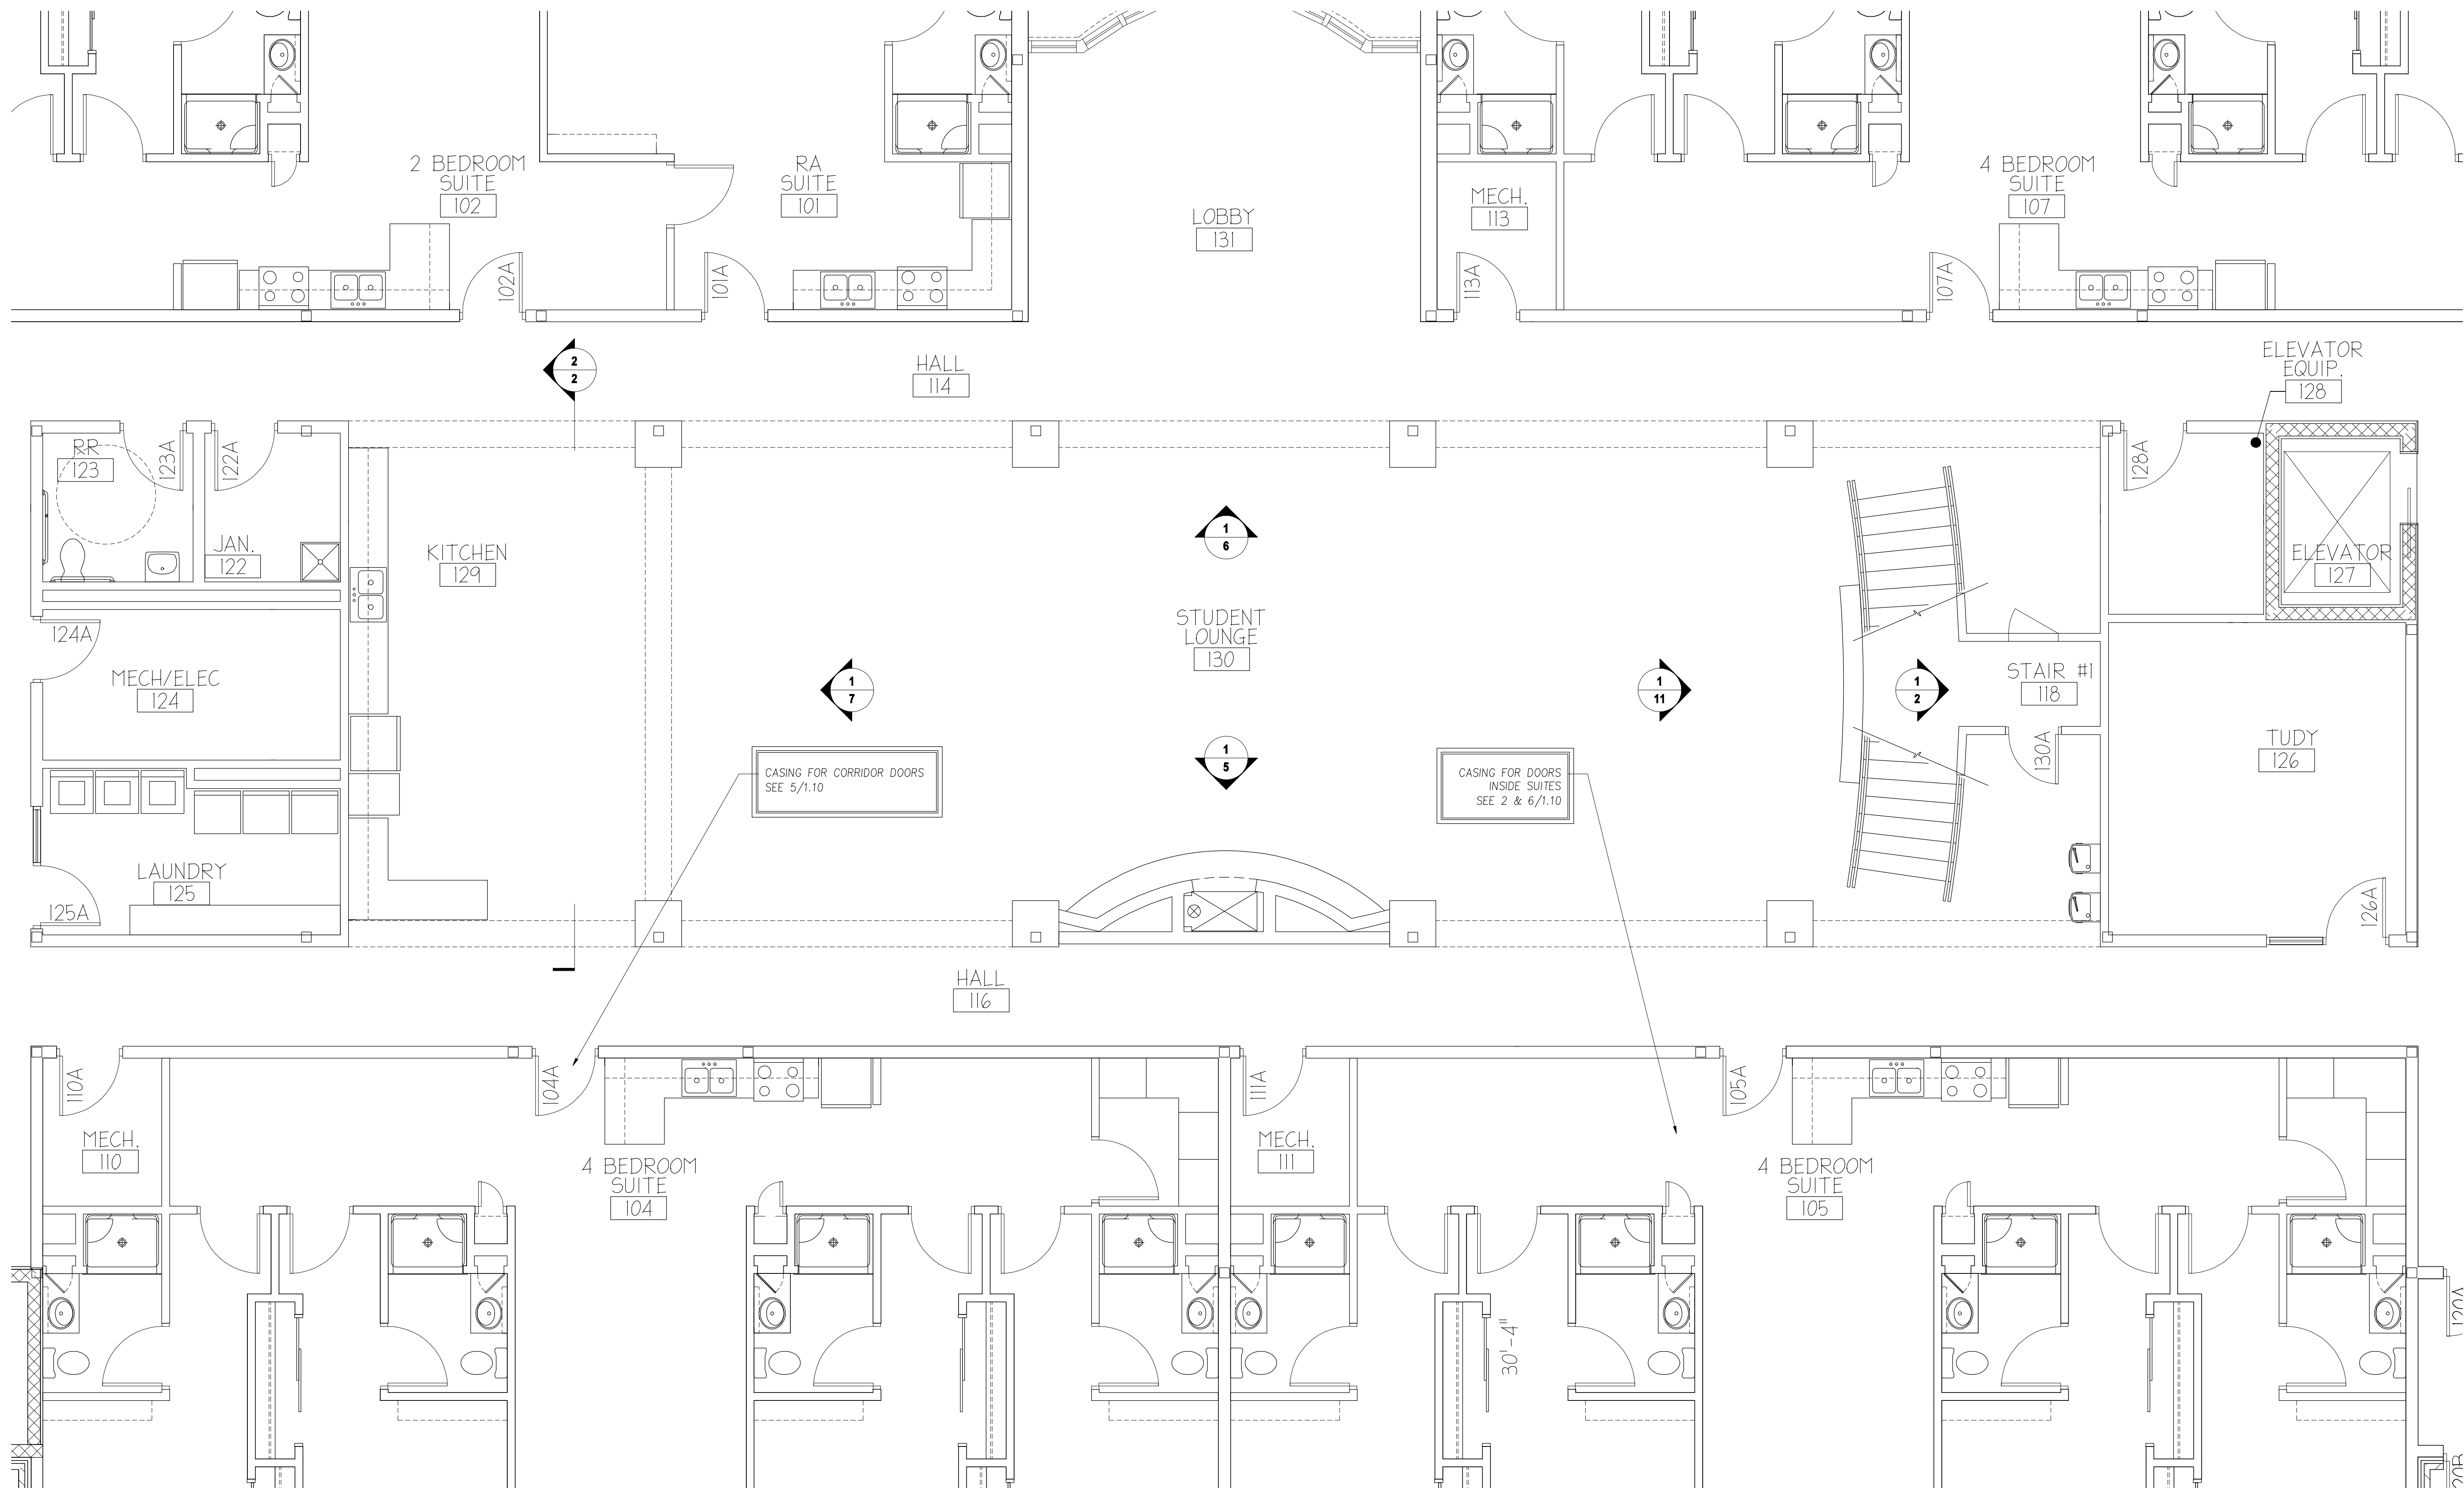 2 BEDROOM
SUITE
102
RA
SUITE
101
LOBBY
131
MECH.
113
4 BEDROOM
SUITE
107
102A
101A
113A
107A
2
2
HALL
114
ELEVATOR
EQUIP.
128
RR
123
123A
122A
JAN.
122
KITCHEN
129
1
6
128A
ELEVATOR
127
124A
MECH/ELEC
124
STUDENT
LOUNGE
130
1
7
1
11
1
2
STAIR #1
118
1
5
130A
TUDY
126
CASING FOR CORRIDOR DOORS
SEE 5/1.10
CASING FOR DOORS
INSIDE SUITES
SEE 2 & 6/1.10
LAUNDRY
125
125A
126A
HALL
116
110A
104A
111A
105A
MECH.
110
4 BEDROOM
SUITE
104
MECH.
111
4 BEDROOM
SUITE
105
30'-4"
120A
20B